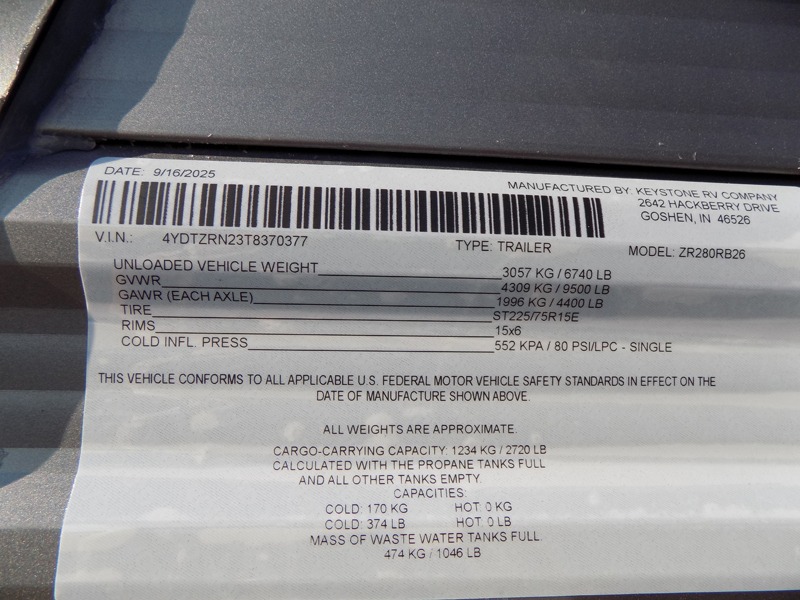 DATE: 9/16/2025
MANUFACTURED BY: KEYSTONE RV COMPANY
2642 HACKBERRY DRIVE
GOSHEN, IN 46526
V.I.N.: 4YDTZRN23T8370377 TYPE: TRAILER MODEL: ZR280RB26
UNLOADED VEHICLE WEIGHT 3057 KG / 6740 LB
GVWR 4309 KG / 9500 LB
GAWR (EACH AXLE) 1996 KG / 4400 LB
TIRE ST225/75R15E
RIMS 15x6
COLD INFL. PRESS 552 KPA / 80 PSI/LPC - SINGLE
THIS VEHICLE CONFORMS TO ALL APPLICABLE U.S. FEDERAL MOTOR VEHICLE SAFETY STANDARDS IN EFFECT ON THE
DATE OF MANUFACTURE SHOWN ABOVE.
ALL WEIGHTS ARE APPROXIMATE.
CARGO-CARRYING CAPACITY: 1234 KG / 2720 LB
CALCULATED WITH THE PROPANE TANKS FULL
AND ALL OTHER TANKS EMPTY.
CAPACITIES:
COLD: 170 KG HOT: 0 KG
COLD: 374 LB HOT: 0 LB
MASS OF WASTE WATER TANKS FULL.
474 KG / 1046 LB